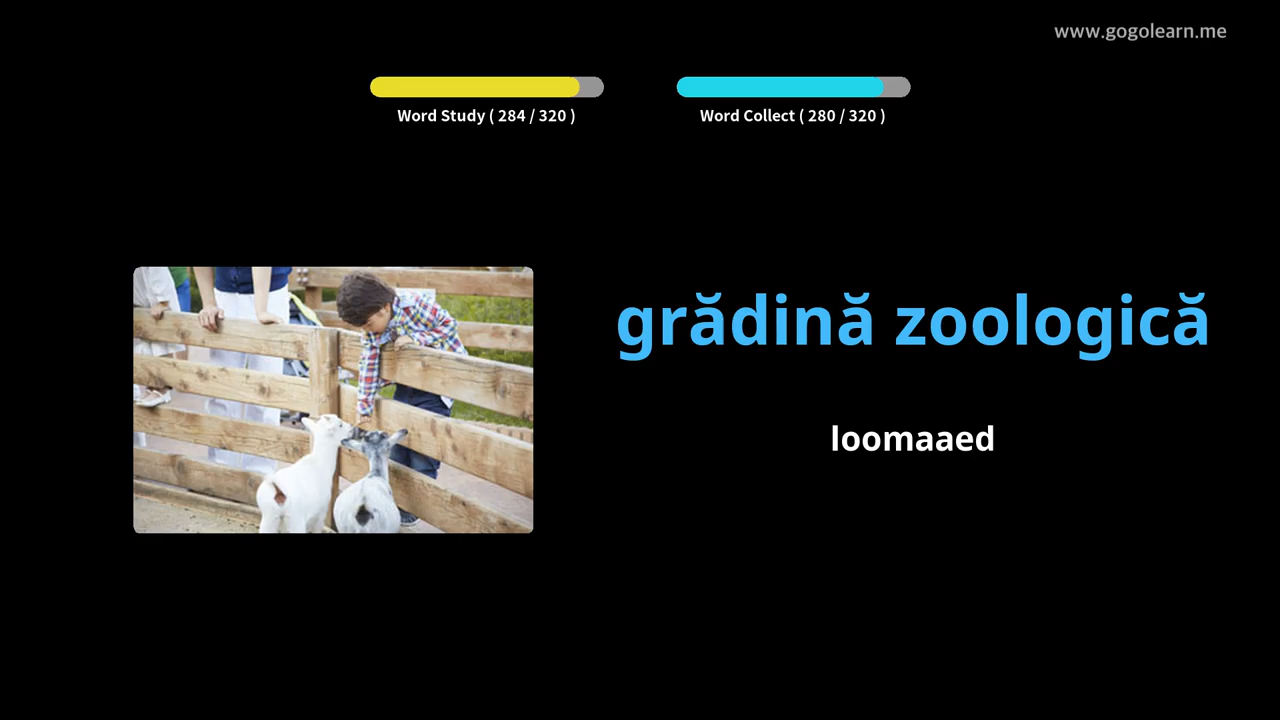 www.gogolearn.me
Word Study ( 284 / 320 )
Word Collect ( 280 / 320 )
grădină zoologică
loomaaed